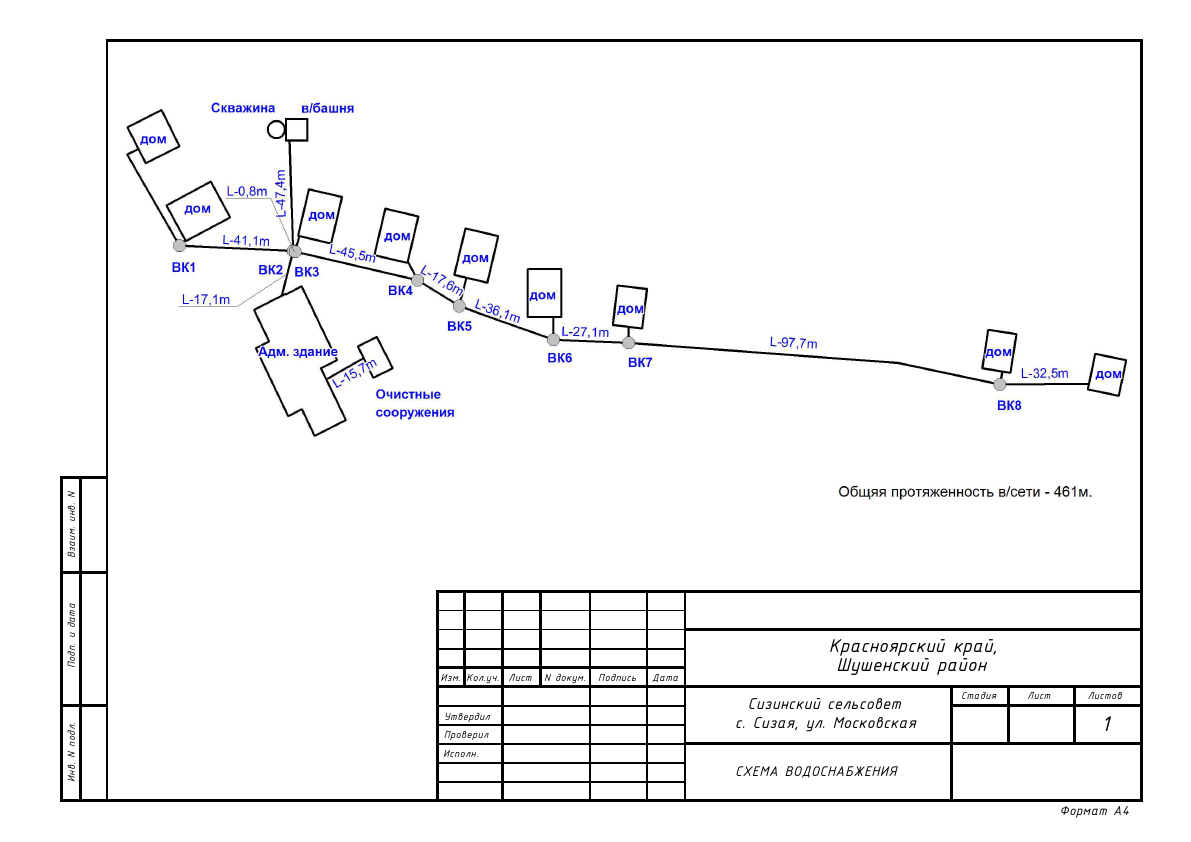 Скважина
в/башня
дом
L-0,8m
L-47,4m
дом
дом
дом
дом
L-41,1m
L-45,5m
ВК1
ВК2
ВК3
L-17,6m
ВК4
L-17,1m
дом
дом
L-36,1m
ВК5
L-27,1m
L-97,7m
ВК6
ВК7
дом
L-32,5m
дом
ВК8
Адм. здание
L-15,7m
Очистные
сооружения
Общяя протяженность в/сети - 461м.
Взаим. инв. N
Подп. и дата
Инв. N подл.
Красноярский край,
Шушенский район
Изм. Кол.уч. Лист N докум. Подпись Дата
Сизинский сельсовет
с. Сизая, ул. Московская
Стадия Лист Листов
1
Утвердил
Проверил
Исполн.
СХЕМА ВОДОСНАБЖЕНИЯ
Формат А4